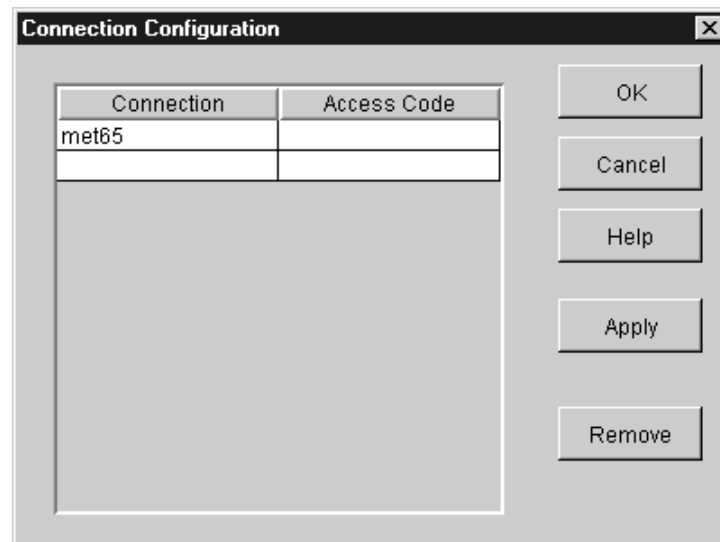 Connection Configuration
Connection Access Code
met65
OK
Cancel
Help
Apply
Remove